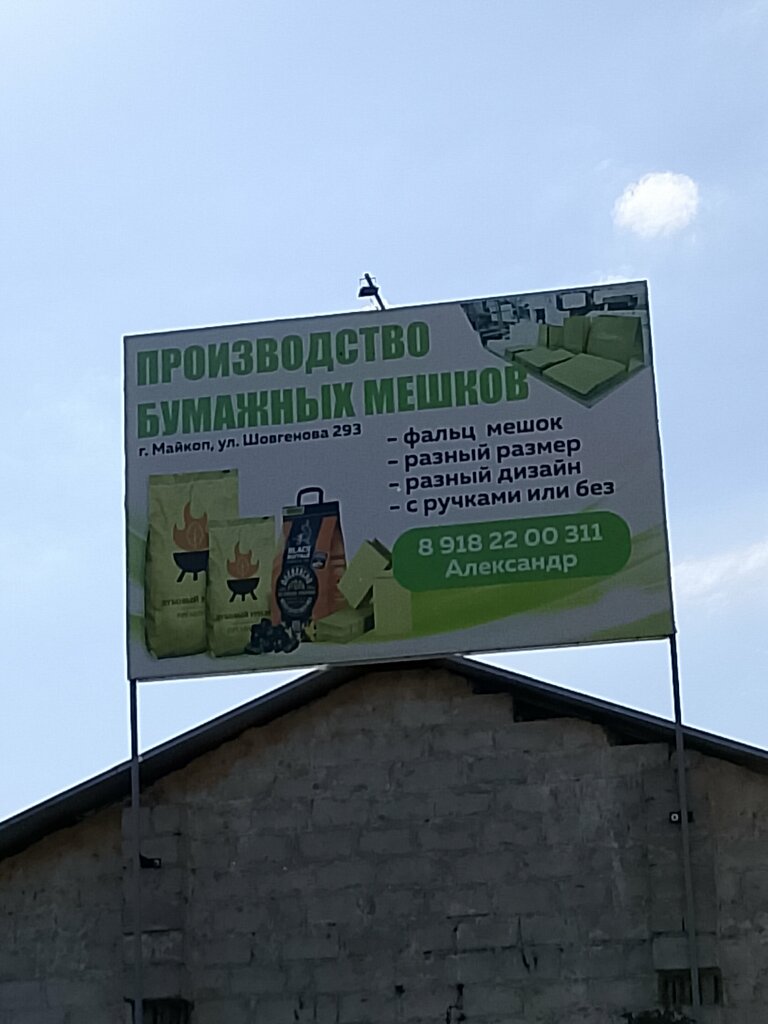 ПРОИЗВОДСТВО
БУМАЖНЫХ МЕШКОВ
г. Майкоп, ул. Шовгенова 293
- фальц мешок
- разный размер
- разный дизайн
- с ручками или без
8 918 22 00 311
Александр
BLACK